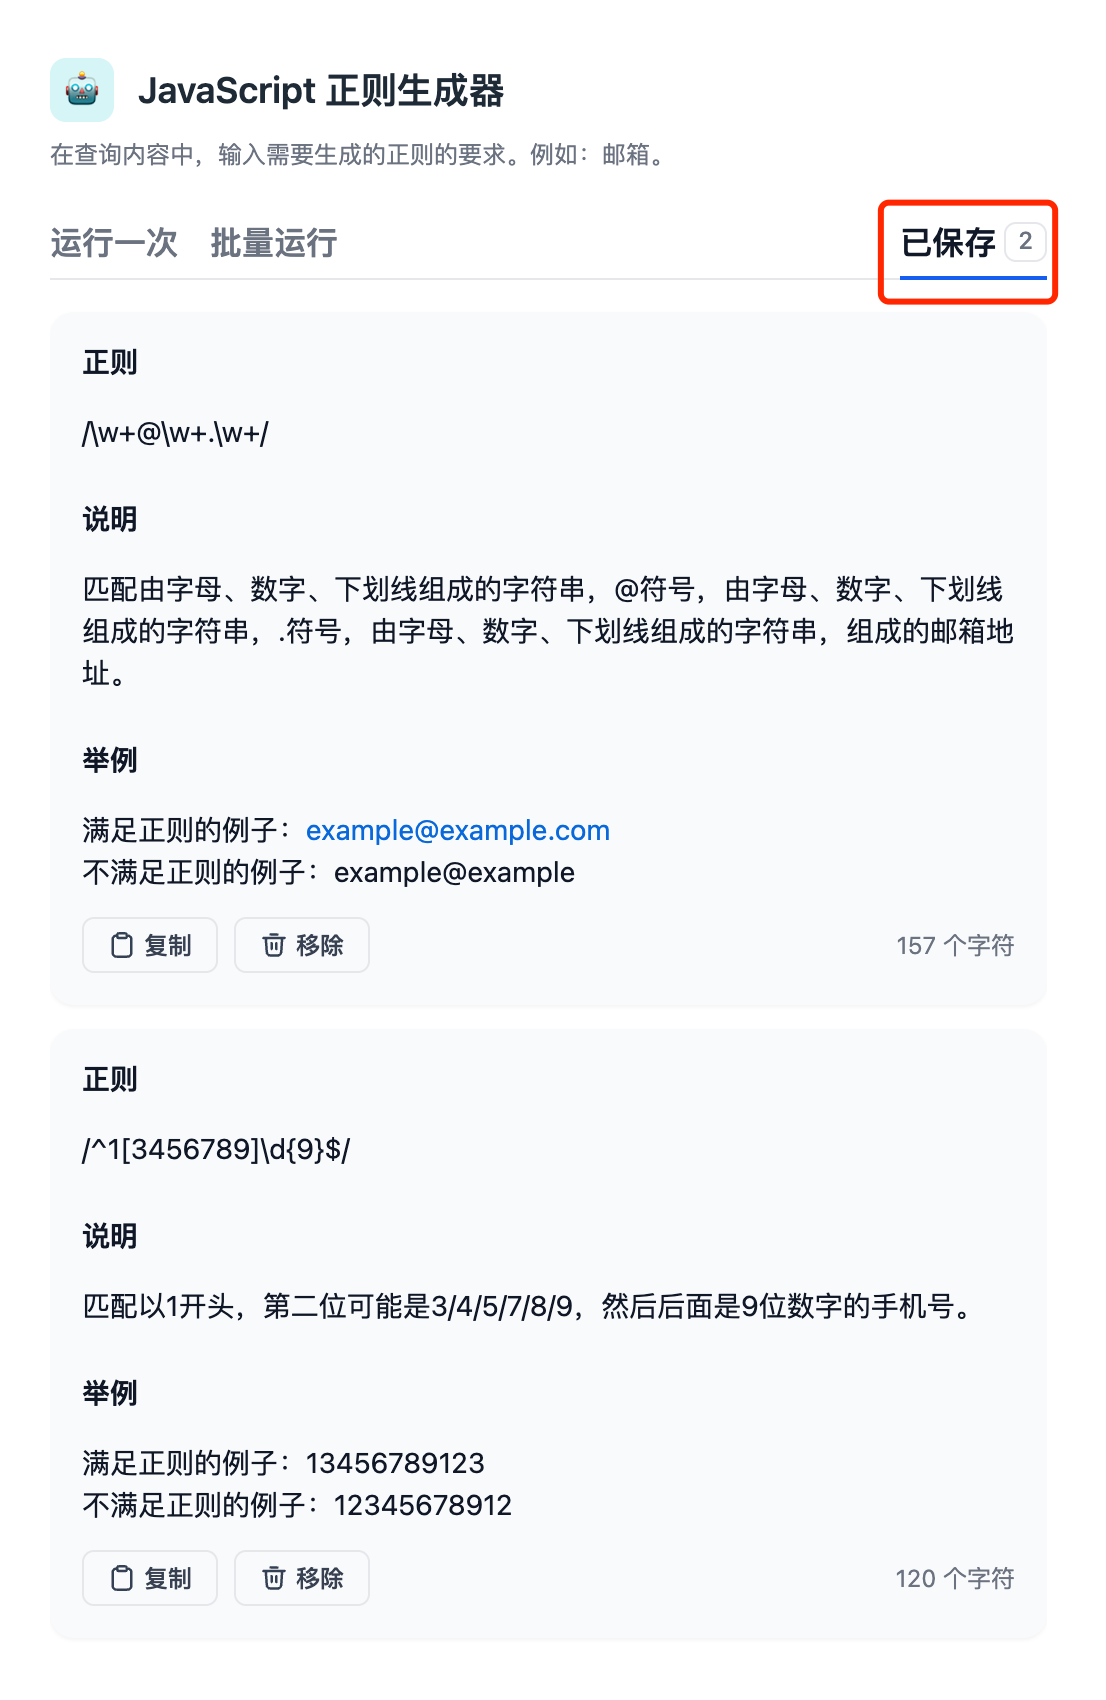 JavaScript 正则生成器
在查询内容中，输入需要生成的正则的要求。例如：邮箱。
运行一次 批量运行 已保存 2
正则
/\w+@\w+.\w+/
说明
匹配由字母、数字、下划线组成的字符串，@符号，由字母、数字、下划线
组成的字符串，.符号，由字母、数字、下划线组成的字符串，组成的邮箱地
址。
举例
满足正则的例子：example@example.com
不满足正则的例子：example@example
复制 移除 157 个字符
正则
/^1[3456789]\d{9}$/
说明
匹配以1开头，第二位可能是3/4/5/7/8/9，然后后面是9位数字的手机号。
举例
满足正则的例子：13456789123
不满足正则的例子：12345678912
复制 移除 120 个字符